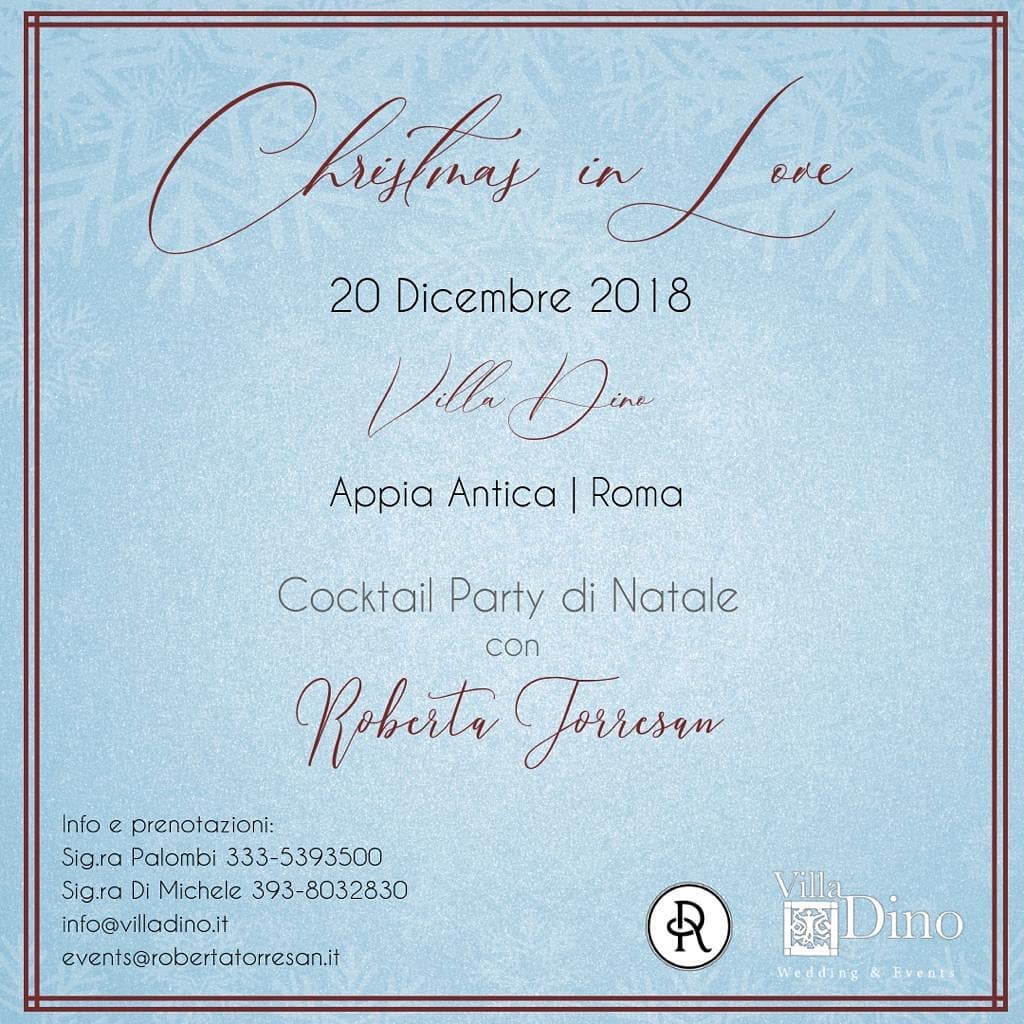 Christmas in Love
20 Dicembre 2018
Villa Dino
Appia Antica | Roma
Cocktail Party di Natale
con
Roberta Torresan
Info e prenotazioni:
Sig.ra Palombi 333-5393500
Sig.ra Di Michele 393-8032830
info@villadino.it
events@robertatorresan.it
R
Villa
Dino
Wedding & Events